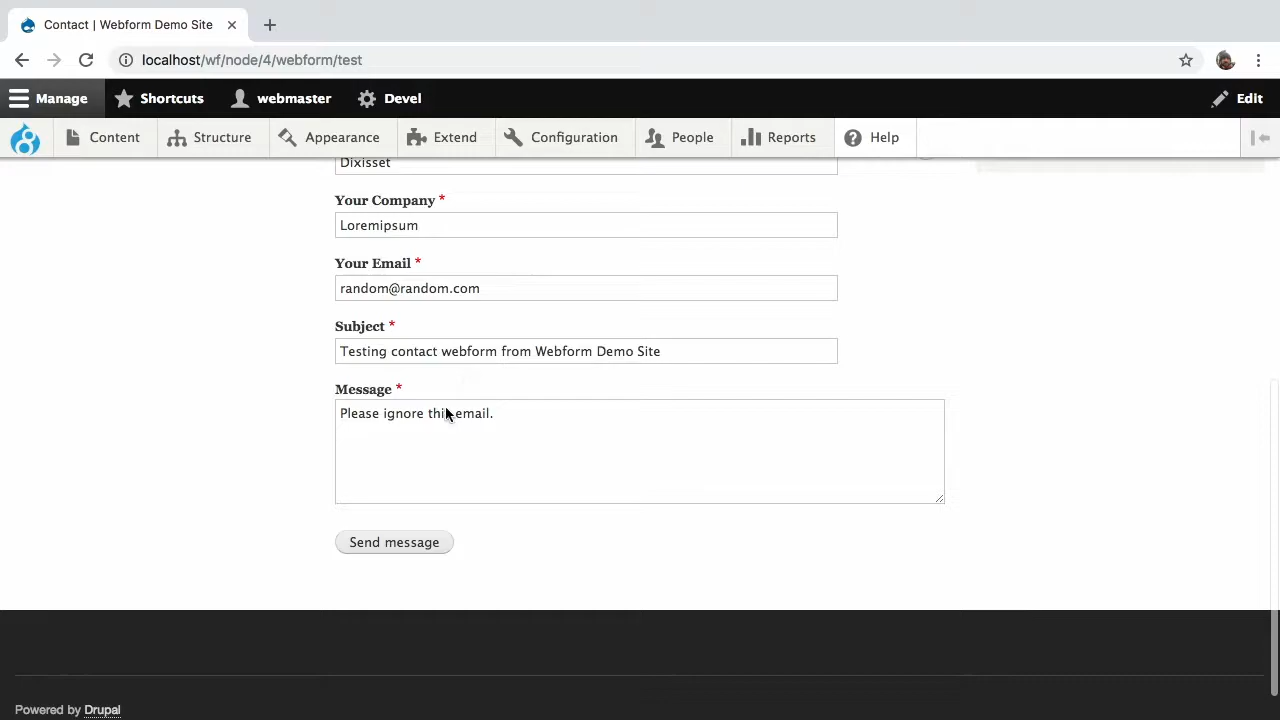 Contact | Webform Demo Site
localhost/wf/node/4/webform/test
Manage Shortcuts webmaster Devel Edit
Content Structure Appearance Extend Configuration People Reports Help
Dixisset
Your Company *
Loremipsum
Your Email *
random@random.com
Subject *
Testing contact webform from Webform Demo Site
Message *
Please ignore this email.
Send message
Powered by Drupal